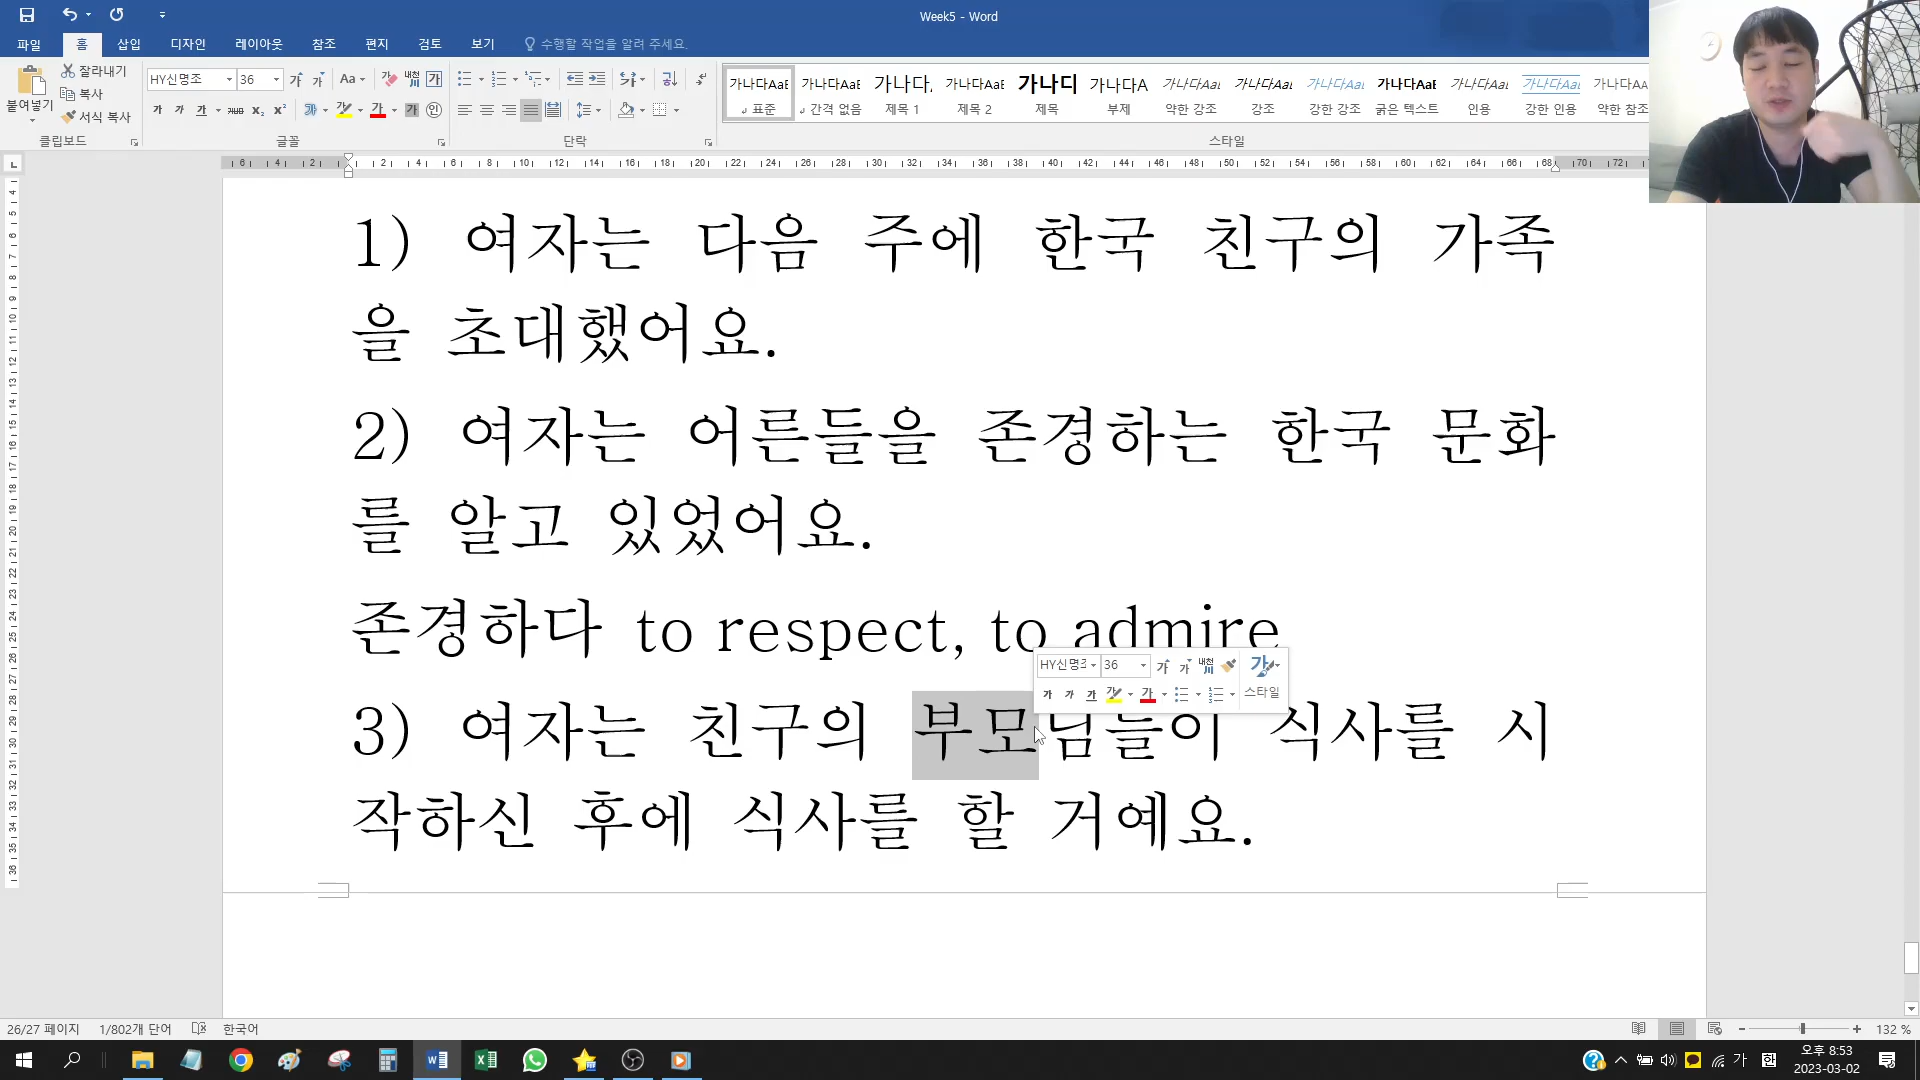 Week5 - Word
파일 홈 삽입 디자인 레이아웃 참조 편지 검토 보기 수행할 작업을 알려 주세요.
붙여넣기 잘라내기 복사 서식 복사
HY신명조 36
가나다AaB 가나다AaE 가나다, 가나다AaE 가나디 가나다A 가나다AaI 가나다AaI 가나다AaI 가나다AaB 가나다AaI 가나다AaI 가나다AaI
표준 간격 없음 제목 1 제목 2 제목 부제 약한 강조 강조 강한 강조 굵은 텍스트 인용 강한 인용 약한 참조
클립보드 글꼴 단락 스타일
1) 여자는 다음 주에 한국 친구의 가족
을 초대했어요.
2) 여자는 어른들을 존경하는 한국 문화
를 알고 있었어요.
존경하다 to respect, to admire
HY신명조 36
스타일
3) 여자는 친구의 부모님들이 식사를 시
작하신 후에 식사를 할 거예요.
26/27 페이지 1/802개 단어 한국어 132 %
가 한 오후 8:53
2023-03-02